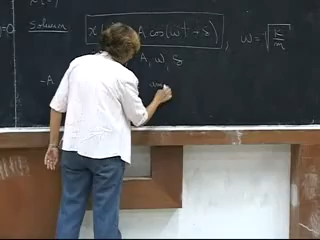 Solution
x A cos(ωt + δ), ω = √k/m
A, ω, δ
-A